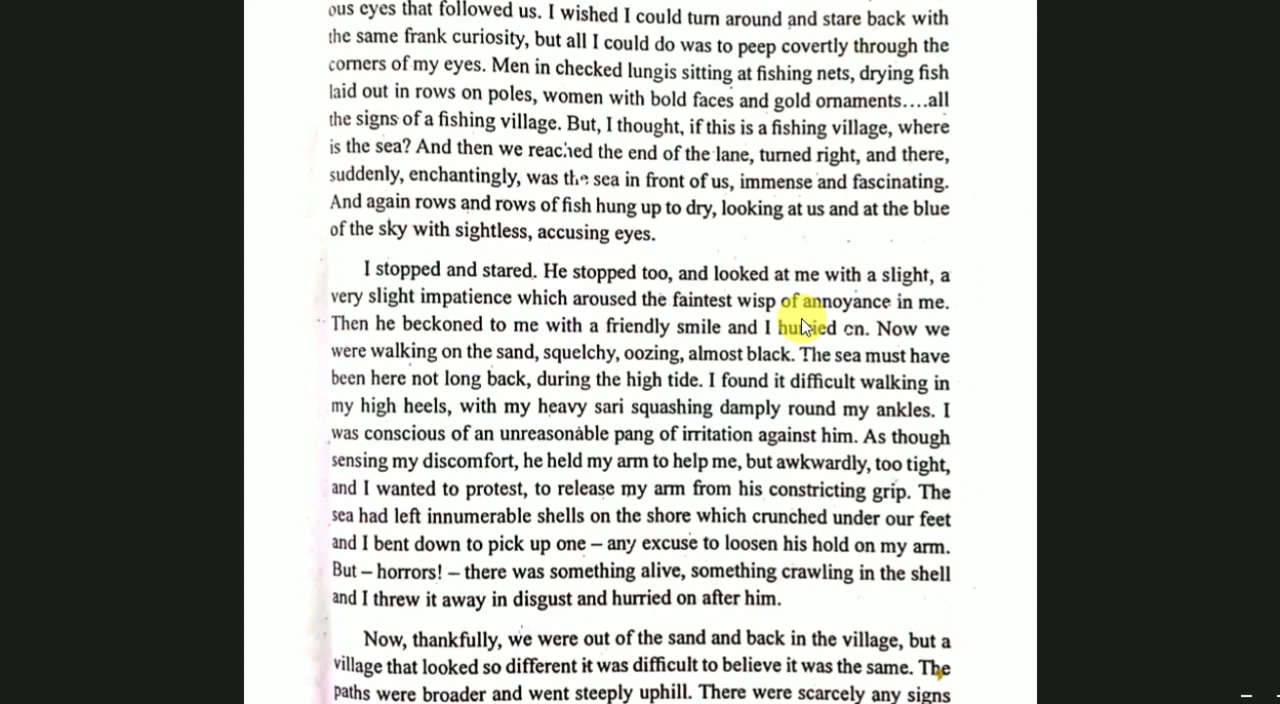 ous eyes that followed us. I wished I could turn around and stare back with
the same frank curiosity, but all I could do was to peep covertly through the
corners of my eyes. Men in checked lungis sitting at fishing nets, drying fish
laid out in rows on poles, women with bold faces and gold ornaments....all
the signs of a fishing village. But, I thought, if this is a fishing village, where
is the sea? And then we reached the end of the lane, turned right, and there,
suddenly, enchantingly, was the sea in front of us, immense and fascinating.
And again rows and rows of fish hung up to dry, looking at us and at the blue
of the sky with sightless, accusing eyes.
I stopped and stared. He stopped too, and looked at me with a slight, a
very slight impatience which aroused the faintest wisp of annoyance in me.
Then he beckoned to me with a friendly smile and I hurried on. Now we
were walking on the sand, squelchy, oozing, almost black. The sea must have
been here not long back, during the high tide. I found it difficult walking in
my high heels, with my heavy sari squashing damply round my ankles. I
was conscious of an unreasonable pang of irritation against him. As though
sensing my discomfort, he held my arm to help me, but awkwardly, too tight,
and I wanted to protest, to release my arm from his constricting grip. The
sea had left innumerable shells on the shore which crunched under our feet
and I bent down to pick up one – any excuse to loosen his hold on my arm.
But – horrors! – there was something alive, something crawling in the shell
and I threw it away in disgust and hurried on after him.
Now, thankfully, we were out of the sand and back in the village, but a
village that looked so different it was difficult to believe it was the same. The
paths were broader and went steeply uphill. There were scarcely any signs